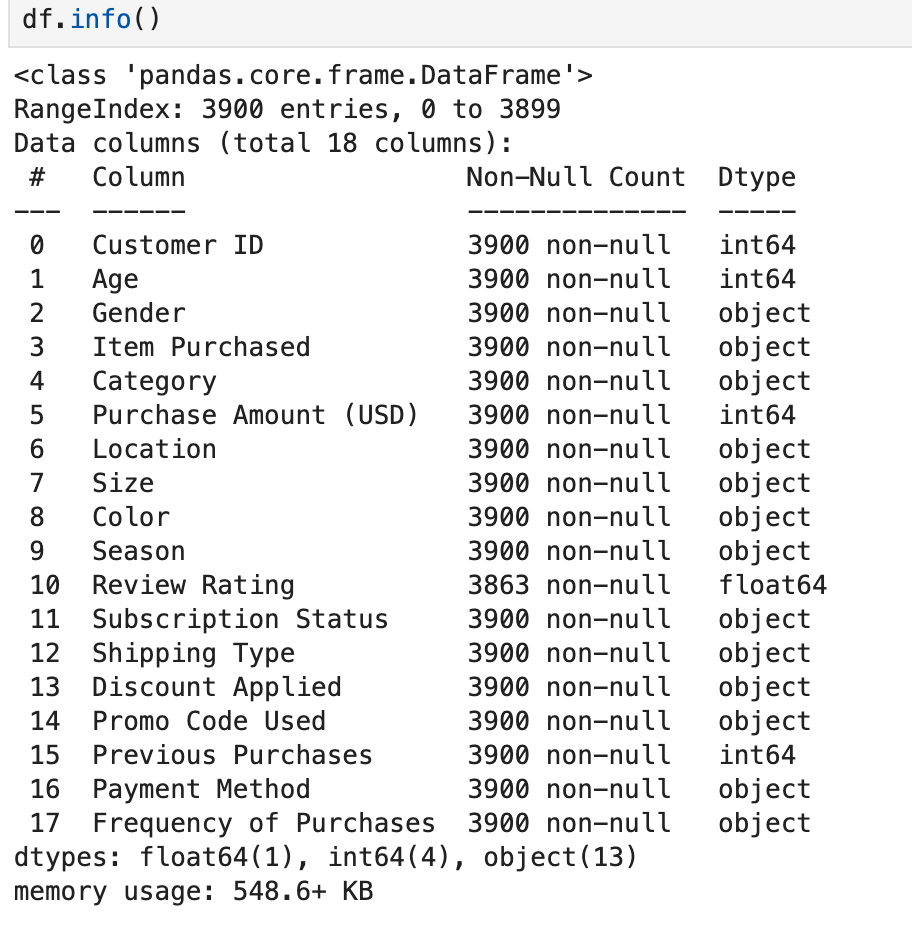 df.info()
<class 'pandas.core.frame.DataFrame'>
RangeIndex: 3900 entries, 0 to 3899
Data columns (total 18 columns):
 #   Column                  Non-Null Count  Dtype
---  ------                  --------------  -----
 0   Customer ID             3900 non-null   int64
 1   Age                     3900 non-null   int64
 2   Gender                  3900 non-null   object
 3   Item Purchased          3900 non-null   object
 4   Category                3900 non-null   object
 5   Purchase Amount (USD)   3900 non-null   int64
 6   Location                3900 non-null   object
 7   Size                    3900 non-null   object
 8   Color                   3900 non-null   object
 9   Season                  3900 non-null   object
 10  Review Rating           3863 non-null   float64
 11  Subscription Status     3900 non-null   object
 12  Shipping Type           3900 non-null   object
 13  Discount Applied        3900 non-null   object
 14  Promo Code Used         3900 non-null   object
 15  Previous Purchases      3900 non-null   int64
 16  Payment Method          3900 non-null   object
 17  Frequency of Purchases  3900 non-null   object
dtypes: float64(1), int64(4), object(13)
memory usage: 548.6+ KB